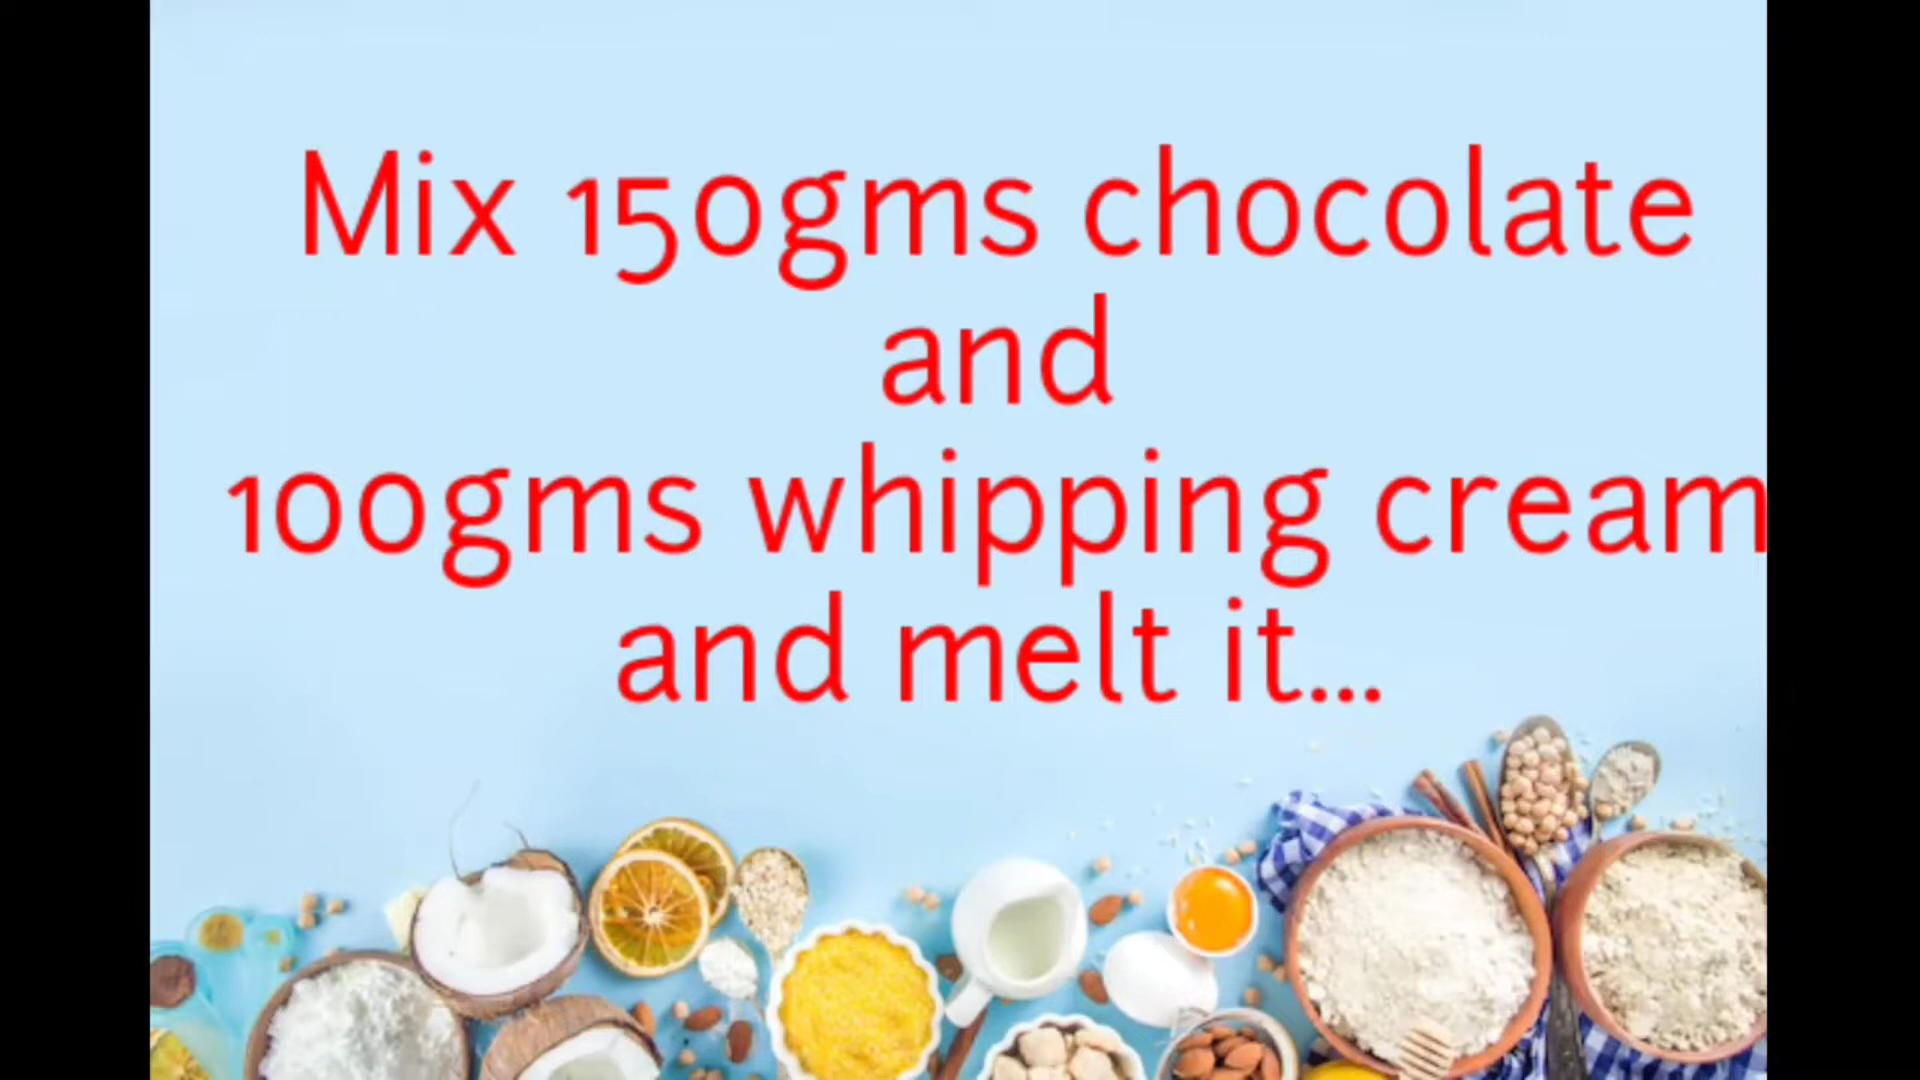 Mix 150gms chocolate
and
100gms whipping cream
and melt it...